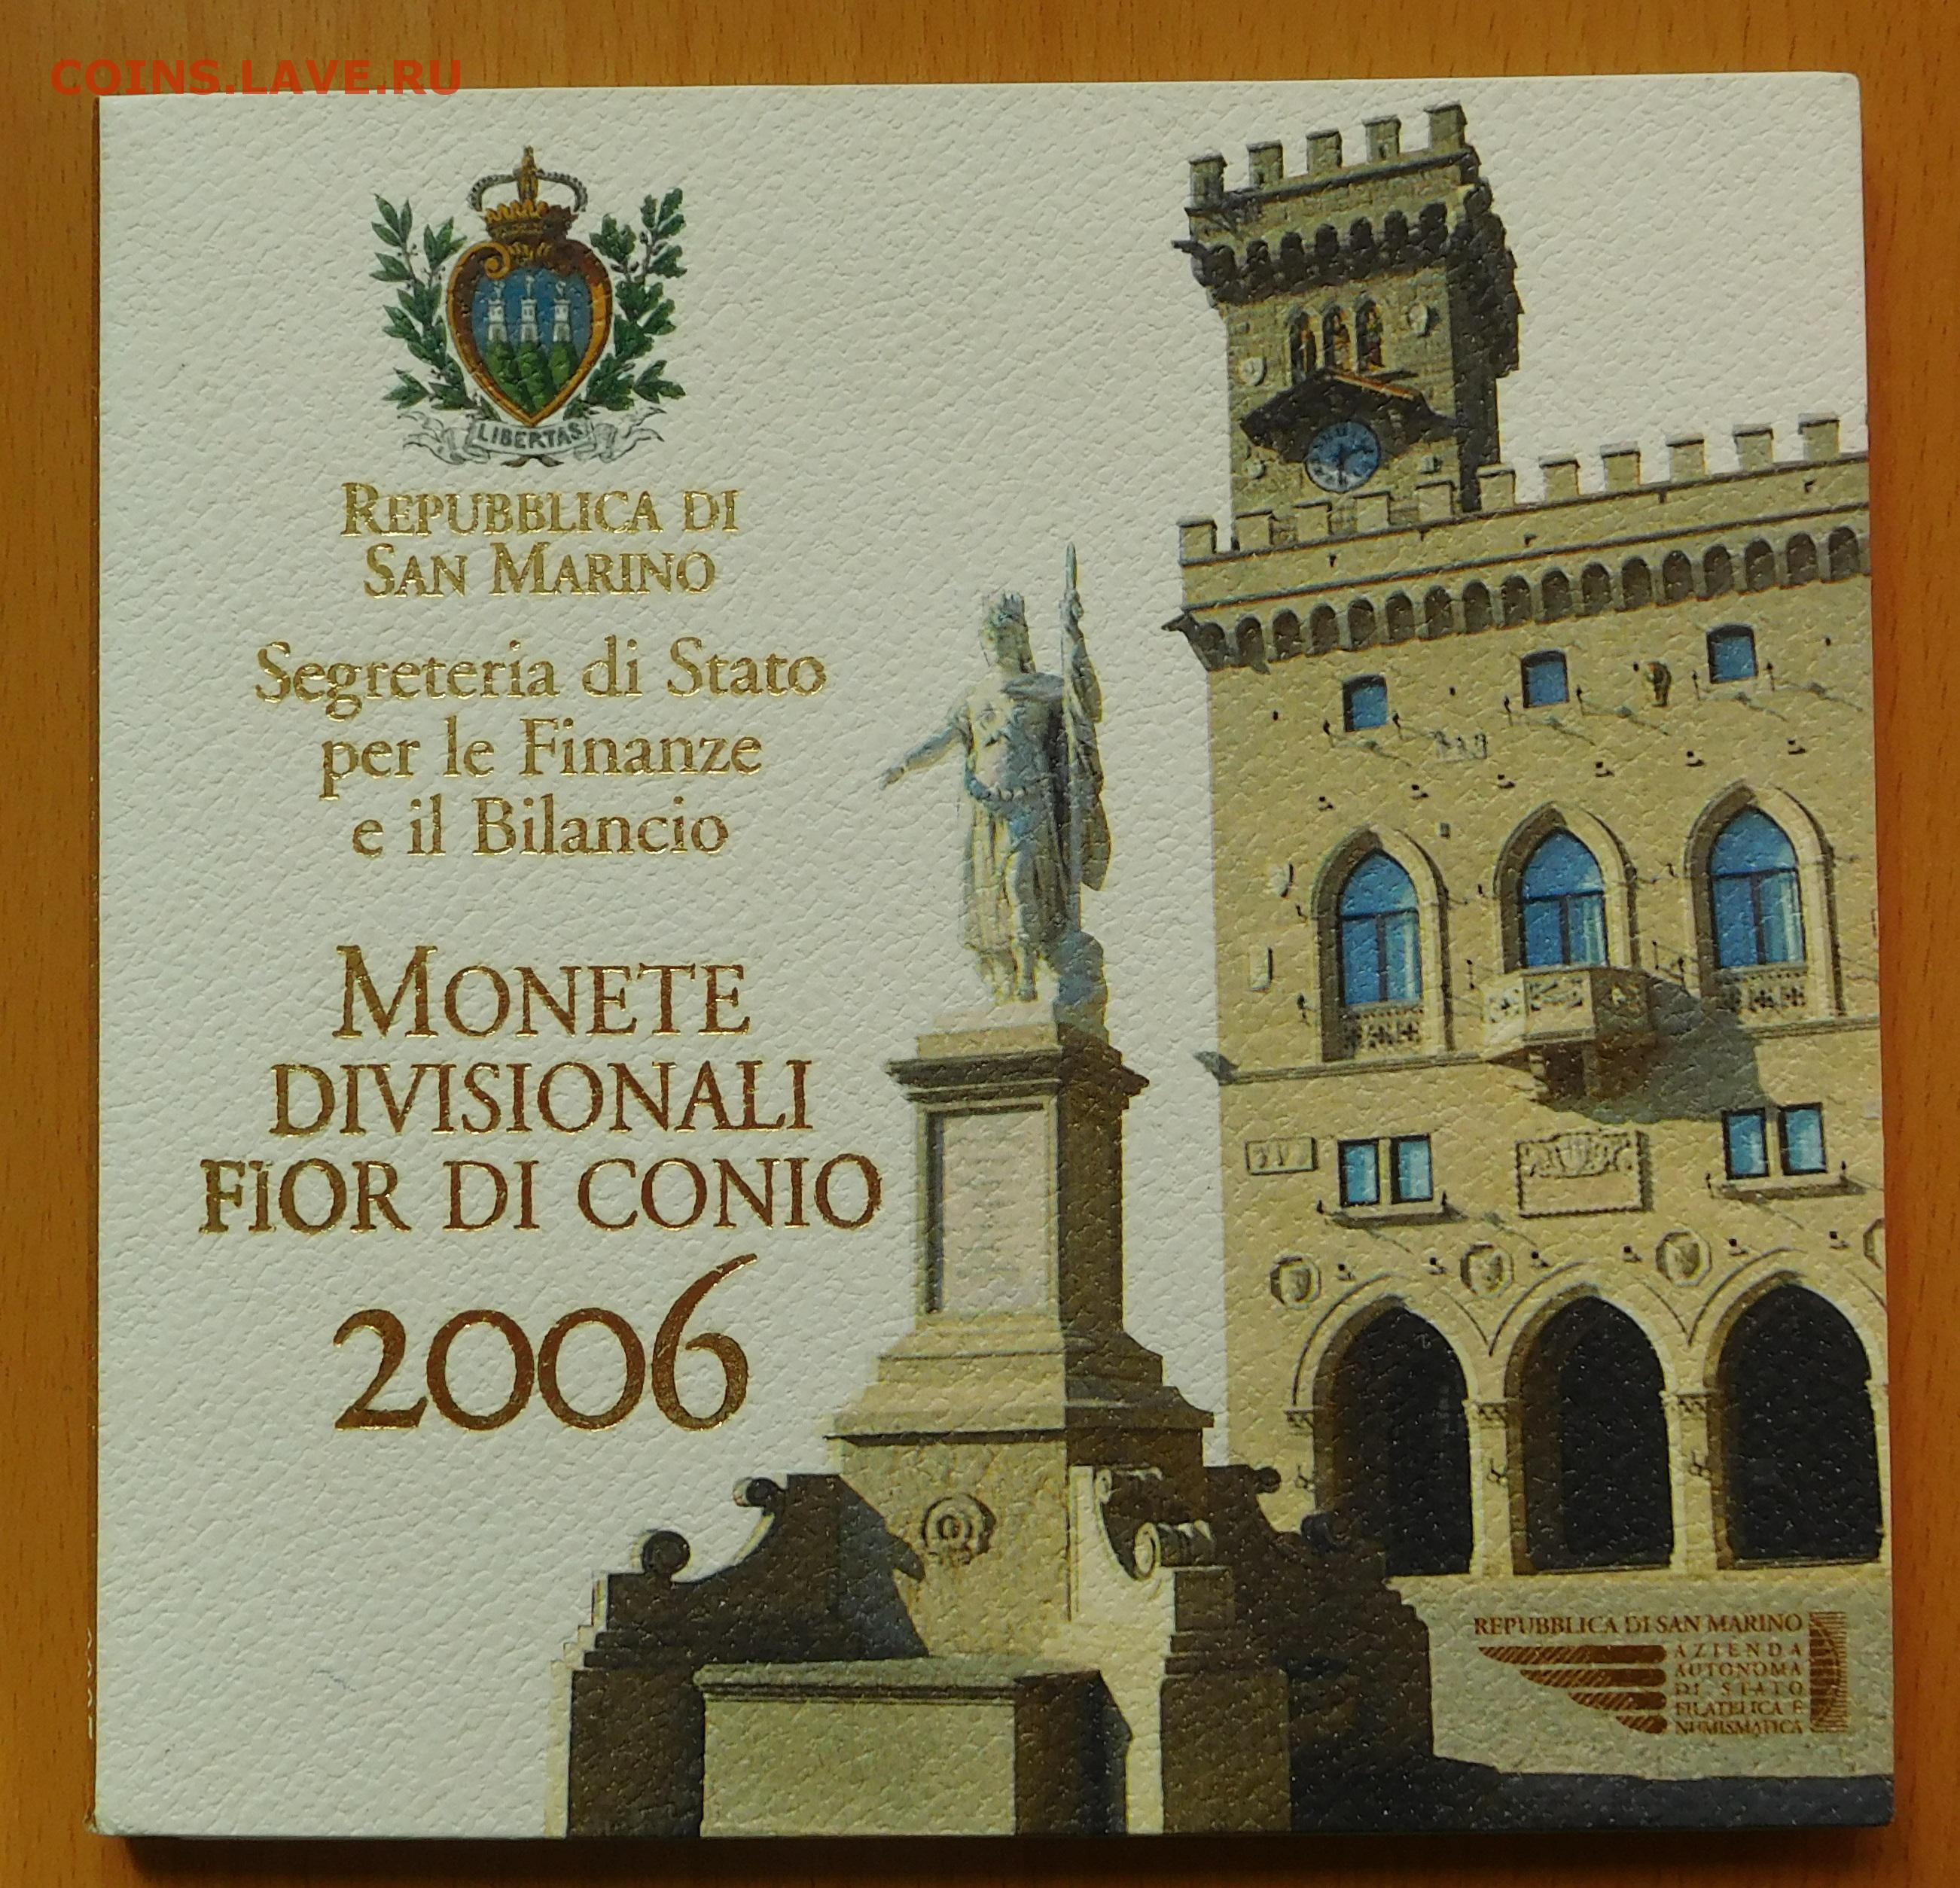 COINS.LAVE.RU
LIBERTAS
REPUBBLICA DI
SAN MARINO
Segreteria di Stato
per le Finanze
e il Bilancio
MONETE
DIVISIONALI
FIOR DI CONIO
2006
REPUBBLICA DI SAN MARINO
AZIENDA
AUTONOMA
DI STATO
FILATELICA E
NUMISMATICA